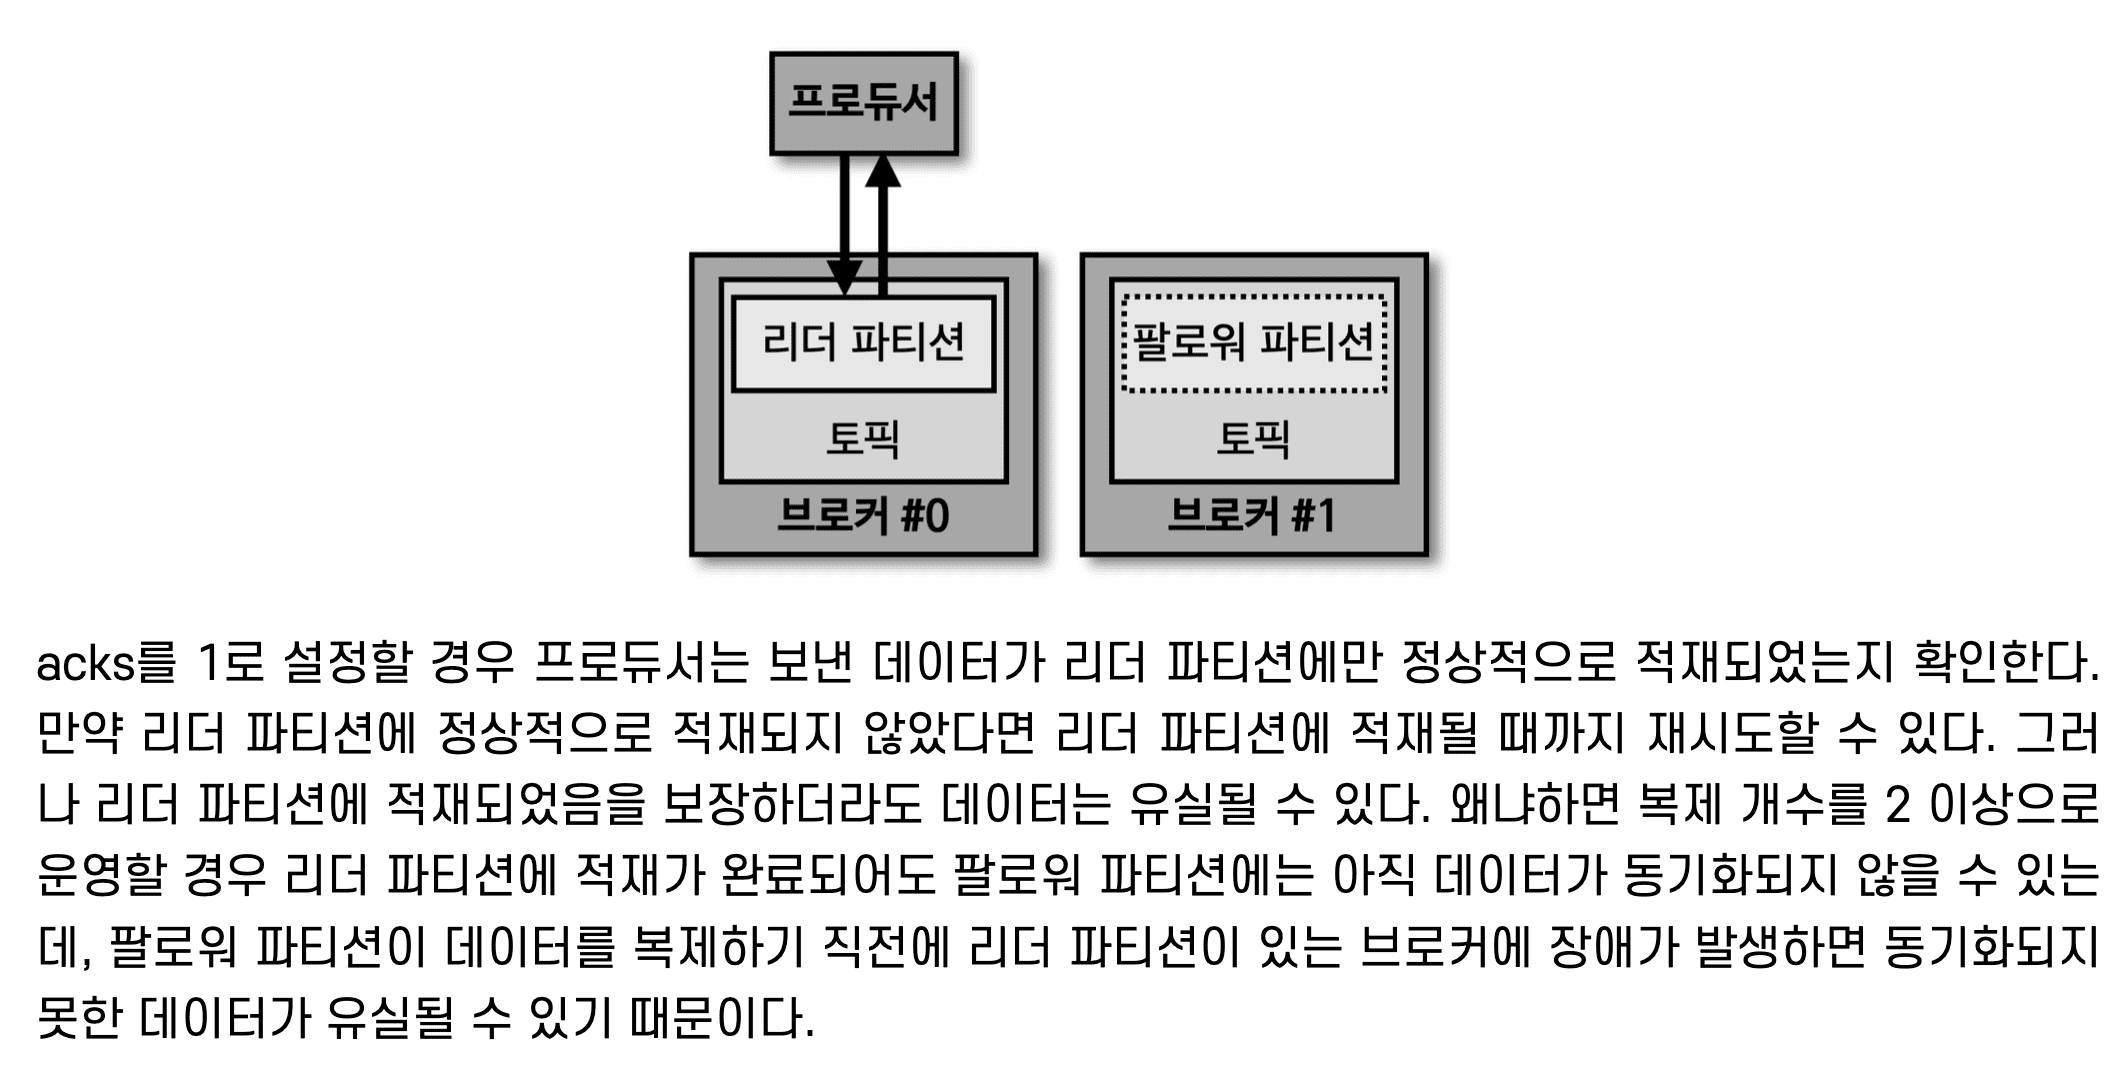 프로듀서
리더 파티션
팔로워 파티션
토픽
토픽
브로커 #0
브로커 #1
acks를 1로 설정할 경우 프로듀서는 보낸 데이터가 리더 파티션에만 정상적으로 적재되었는지 확인한다.
만약 리더 파티션에 정상적으로 적재되지 않았다면 리더 파티션에 적재될 때까지 재시도할 수 있다. 그러
나 리더 파티션에 적재되었음을 보장하더라도 데이터는 유실될 수 있다. 왜냐하면 복제 개수를 2 이상으로
운영할 경우 리더 파티션에 적재가 완료되어도 팔로워 파티션에는 아직 데이터가 동기화되지 않을 수 있는
데, 팔로워 파티션이 데이터를 복제하기 직전에 리더 파티션이 있는 브로커에 장애가 발생하면 동기화되지
못한 데이터가 유실될 수 있기 때문이다.